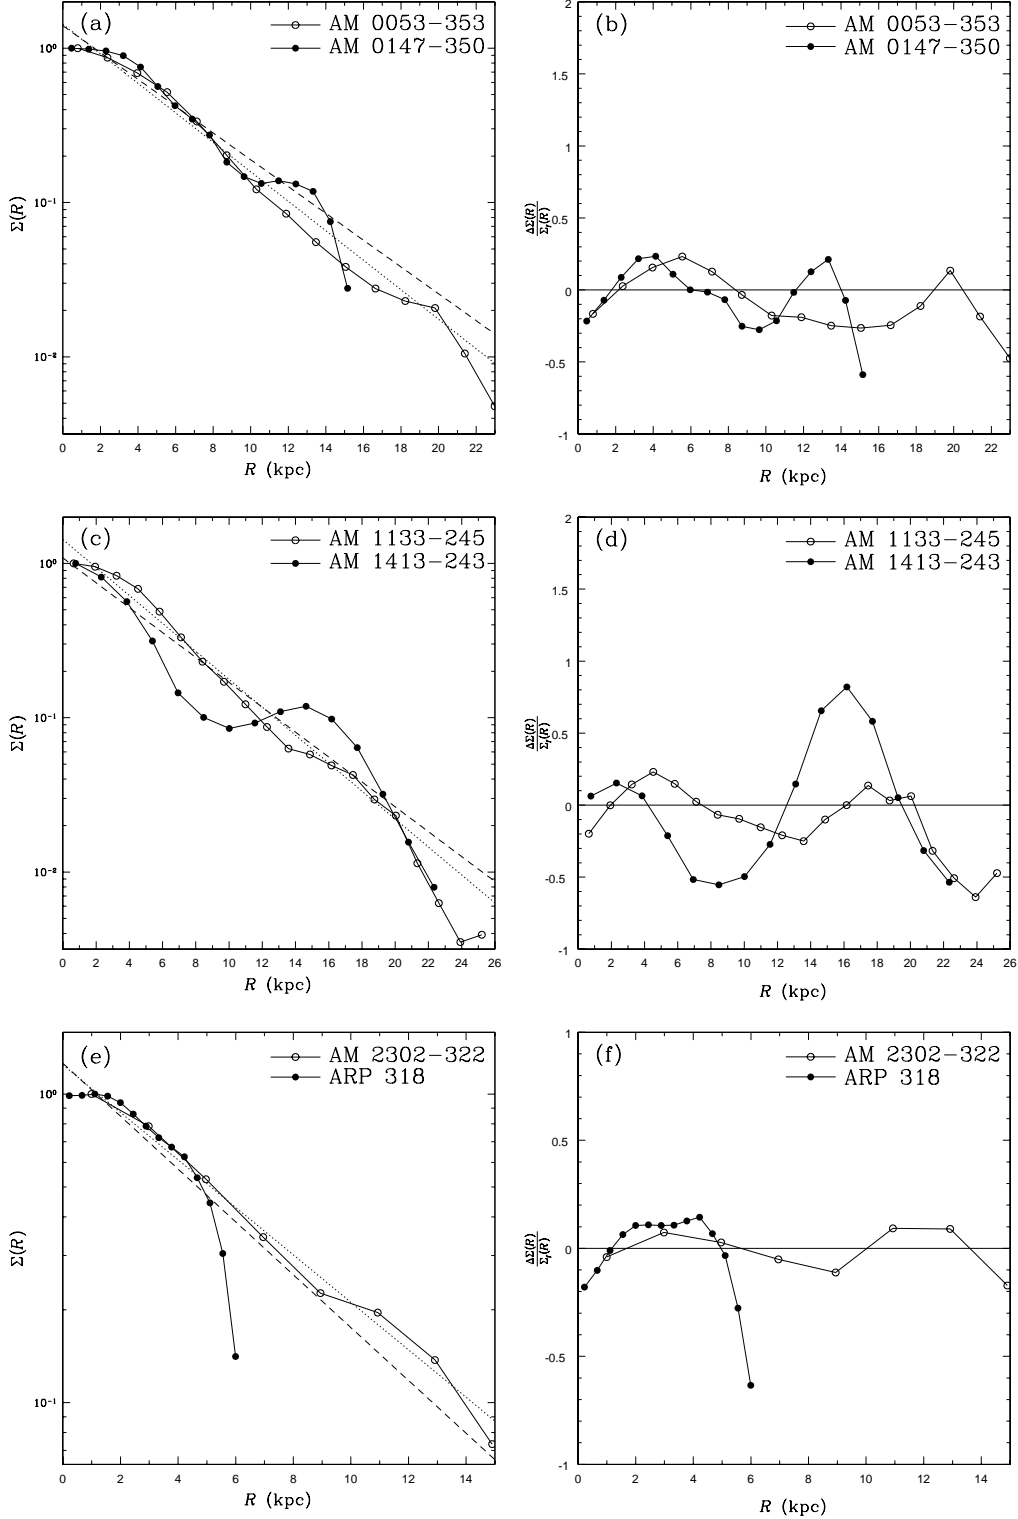 (a)
AM 0053−353
AM 0147−350
10⁰
10⁻¹
10⁻²
Σ(R)
0 2 4 6 8 10 12 14 16 18 20 22
R (kpc)
(b)
AM 0053−353
AM 0147−350
2
1.5
1
0.5
0
-0.5
-1
ΔΣ(R)
Σf(R)
0 2 4 6 8 10 12 14 16 18 20 22
R (kpc)
(c)
AM 1133−245
AM 1413−243
10⁰
10⁻¹
10⁻²
Σ(R)
0 2 4 6 8 10 12 14 16 18 20 22 24 26
R (kpc)
(d)
AM 1133−245
AM 1413−243
2
1.5
1
0.5
0
-0.5
-1
ΔΣ(R)
Σf(R)
0 2 4 6 8 10 12 14 16 18 20 22 24 26
R (kpc)
(e)
AM 2302−322
ARP 318
10⁰
10⁻¹
Σ(R)
0 2 4 6 8 10 12 14
R (kpc)
(f)
AM 2302−322
ARP 318
1
0.5
0
-0.5
-1
ΔΣ(R)
Σf(R)
0 2 4 6 8 10 12 14
R (kpc)